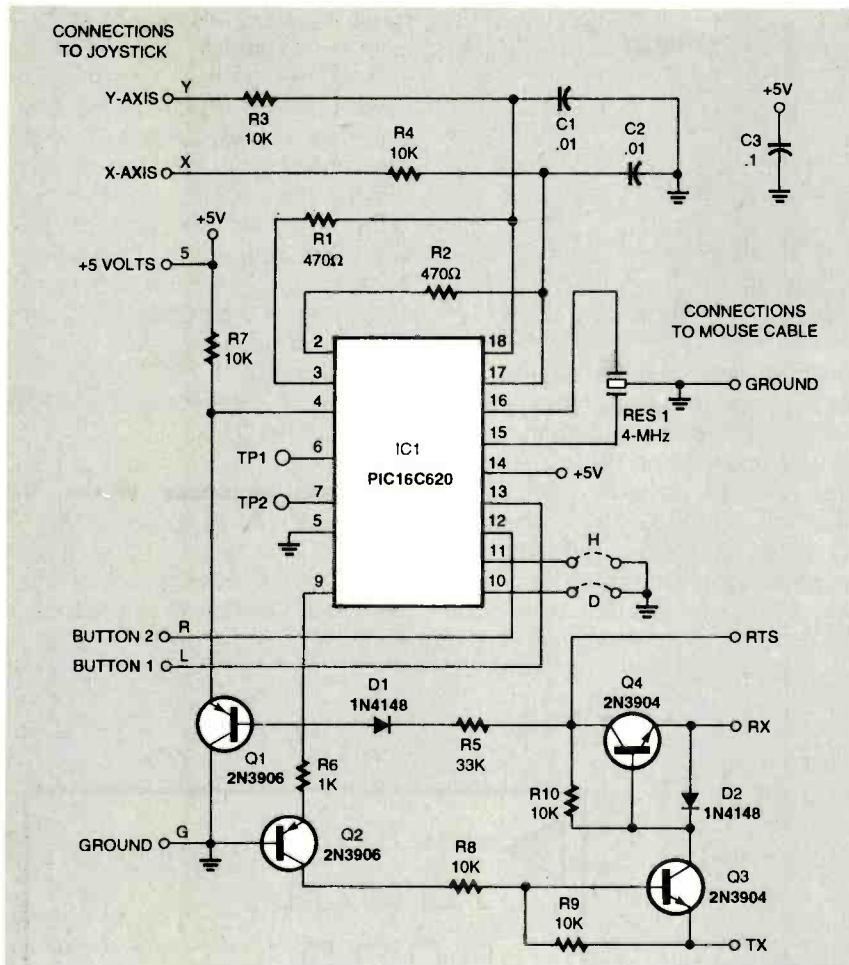 CONNECTIONS
TO JOYSTICK
Y-AXIS
Y
R3
10K
C1
.01
+5V
R4
10K
C2
.01
C3
.1
X-AXIS
X
+5V
R1
470Ω
+5 VOLTS
5
R2
470Ω
R7
10K
CONNECTIONS
TO MOUSE CABLE
2
18
3
17
GROUND
4
16
RES 1
4-MHz
15
IC1
PIC16C620
TP1
6
14
+5V
TP2
7
13
5
12
H
11
9
10
D
BUTTON 2
R
RTS
BUTTON 1
L
D1
1N4148
Q4
2N3904
RX
R5
33K
Q1
2N3906
R6
1K
R10
10K
D2
1N4148
GROUND
G
Q2
2N3906
R8
10K
Q3
2N3904
R9
10K
TX